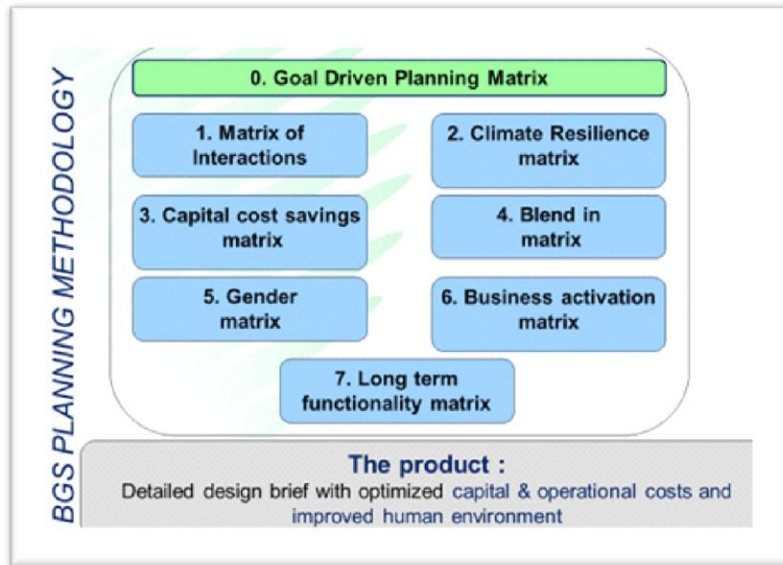 BGS PLANNING METHODOLOGY
0. Goal Driven Planning Matrix
1. Matrix of
Interactions
2. Climate Resilience
matrix
3. Capital cost savings
matrix
4. Blend in
matrix
5. Gender
matrix
6. Business activation
matrix
7. Long term
functionality matrix
The product :
Detailed design brief with optimized capital & operational costs and
improved human environment